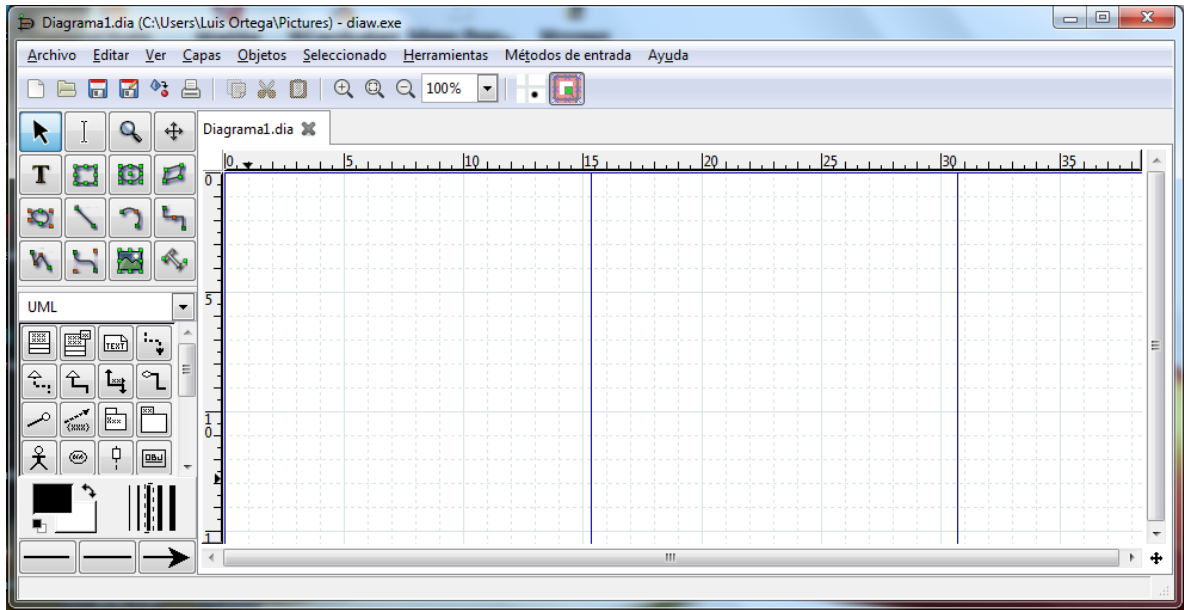 Diagrama1.dia (C:\Users\Luis Ortega\Pictures) - diaw.exe
Archivo Editar Ver Capas Objetos Seleccionado Herramientas Métodos de entrada Ayuda
100%
Diagrama1.dia
0 5 10 15 20 25 30 35
0
T
5
UML
TEXT
10
OBJ
1